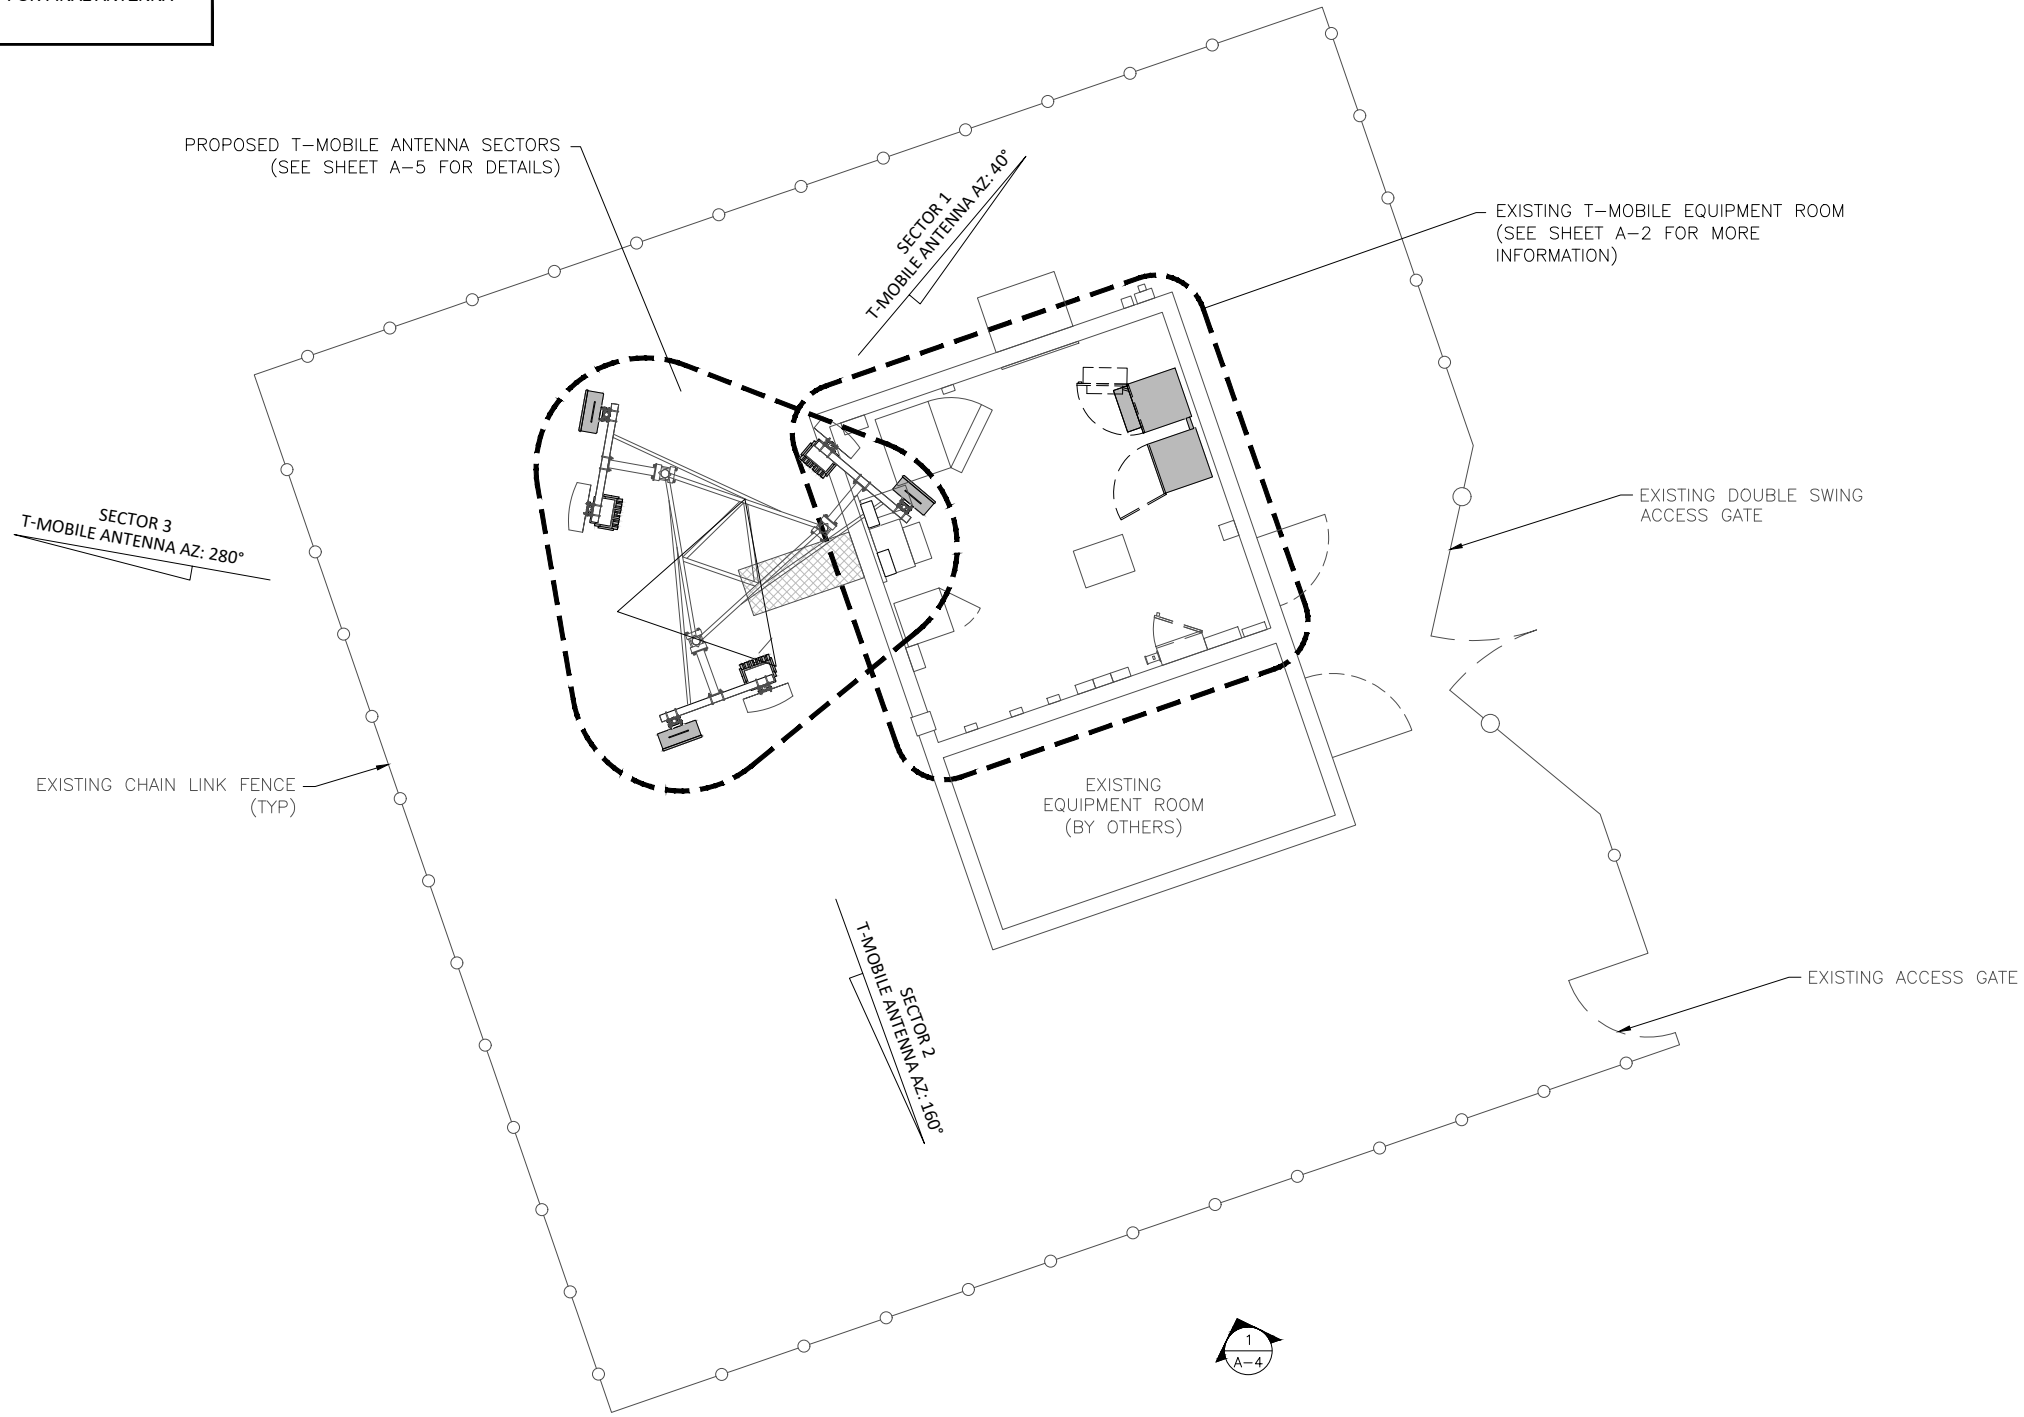 PROPOSED T-MOBILE ANTENNA SECTORS
(SEE SHEET A-5 FOR DETAILS)
SECTOR 1
T-MOBILE ANTENNA AZ: 40°
EXISTING T-MOBILE EQUIPMENT ROOM
(SEE SHEET A-2 FOR MORE
INFORMATION)
EXISTING DOUBLE SWING
ACCESS GATE
SECTOR 3
T-MOBILE ANTENNA AZ: 280°
EXISTING CHAIN LINK FENCE
(TYP)
EXISTING
EQUIPMENT ROOM
(BY OTHERS)
SECTOR 2
T-MOBILE ANTENNA AZ: 160°
EXISTING ACCESS GATE
1
A-4